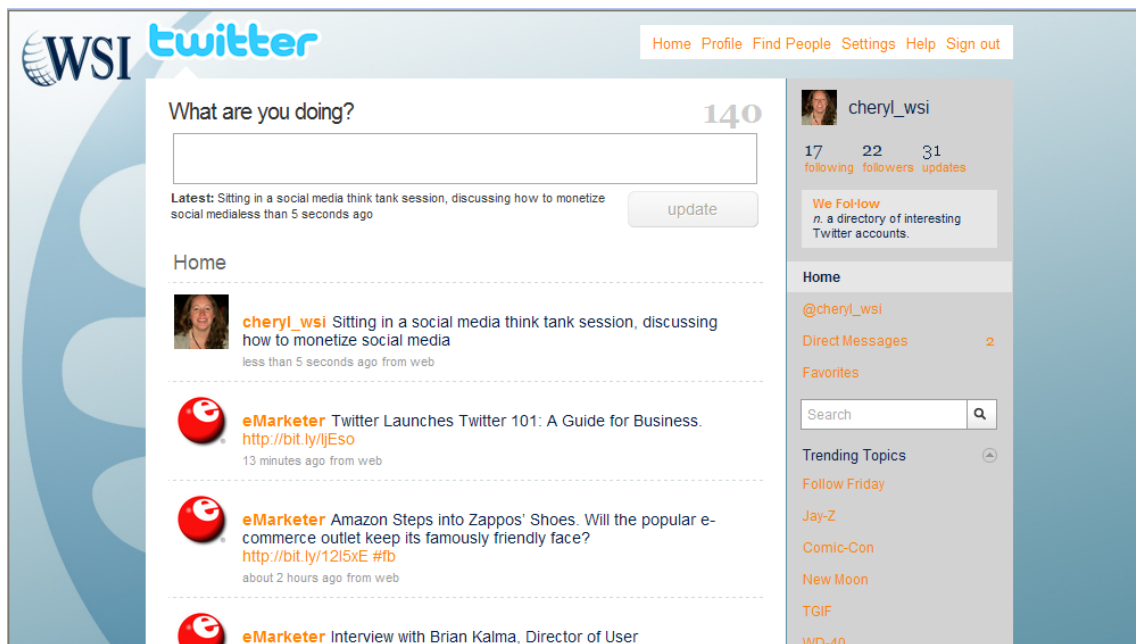 WSI
twitter
Home Profile Find People Settings Help Sign out
What are you doing?
140
Latest: Sitting in a social media think tank session, discussing how to monetize
social medialess than 5 seconds ago
update
Home
cheryl_wsi Sitting in a social media think tank session, discussing
how to monetize social media
less than 5 seconds ago from web
eMarketer Twitter Launches Twitter 101: A Guide for Business.
http://bit.ly/ljEso
13 minutes ago from web
eMarketer Amazon Steps into Zappos’ Shoes. Will the popular e-
commerce outlet keep its famously friendly face?
http://bit.ly/12I5xE #fb
about 2 hours ago from web
eMarketer Interview with Brian Kalma, Director of User
cheryl_wsi
17 22 31
following followers updates
We Fol·low
n. a directory of interesting
Twitter accounts.
Home
@cheryl_wsi
Direct Messages 2
Favorites
Search
Trending Topics
Follow Friday
Jay-Z
Comic-Con
New Moon
TGIF
WD-40